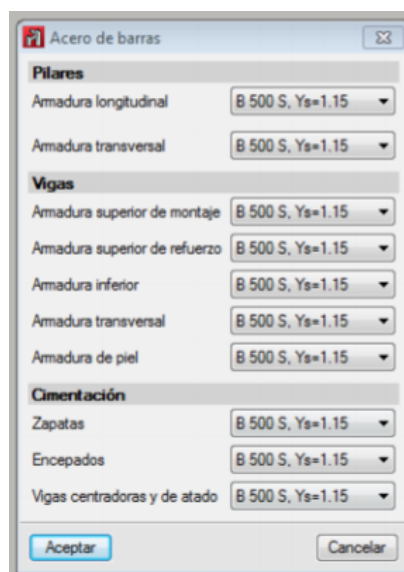 Acero de barras
Pilares
Armadura longitudinal B 500 S, Ys=1.15
Armadura transversal B 500 S, Ys=1.15
Vigas
Armadura superior de montaje B 500 S, Ys=1.15
Armadura superior de refuerzo B 500 S, Ys=1.15
Armadura inferior B 500 S, Ys=1.15
Armadura transversal B 500 S, Ys=1.15
Armadura de piel B 500 S, Ys=1.15
Cimentación
Zapatas B 500 S, Ys=1.15
Encepados B 500 S, Ys=1.15
Vigas centradoras y de atado B 500 S, Ys=1.15
Aceptar Cancelar